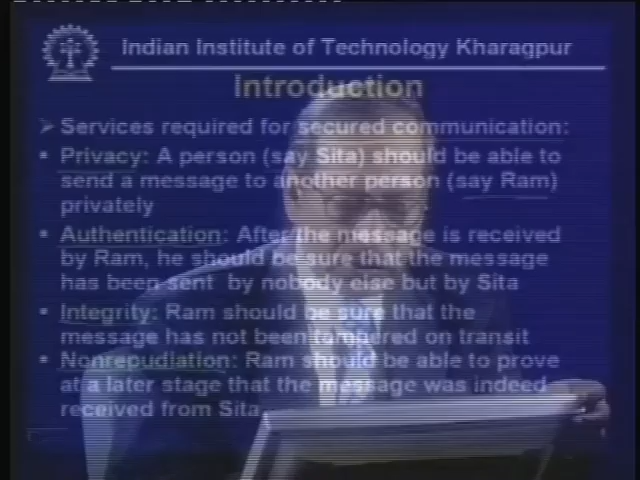 Indian Institute of Technology Kharagpur
Introduction
➢ Services required for secured communication:
▪ Privacy: A person (say Sita) should be able to
send a message to another person (say Ram)
privately
▪ Authentication: After the message is received
by Ram, he should be sure that the message
has been sent by nobody else but by Sita
▪ Integrity: Ram should be sure that the
message has not been tampered on transit
▪ Nonrepudiation: Ram should be able to prove
at a later stage that the message was indeed
received from Sita